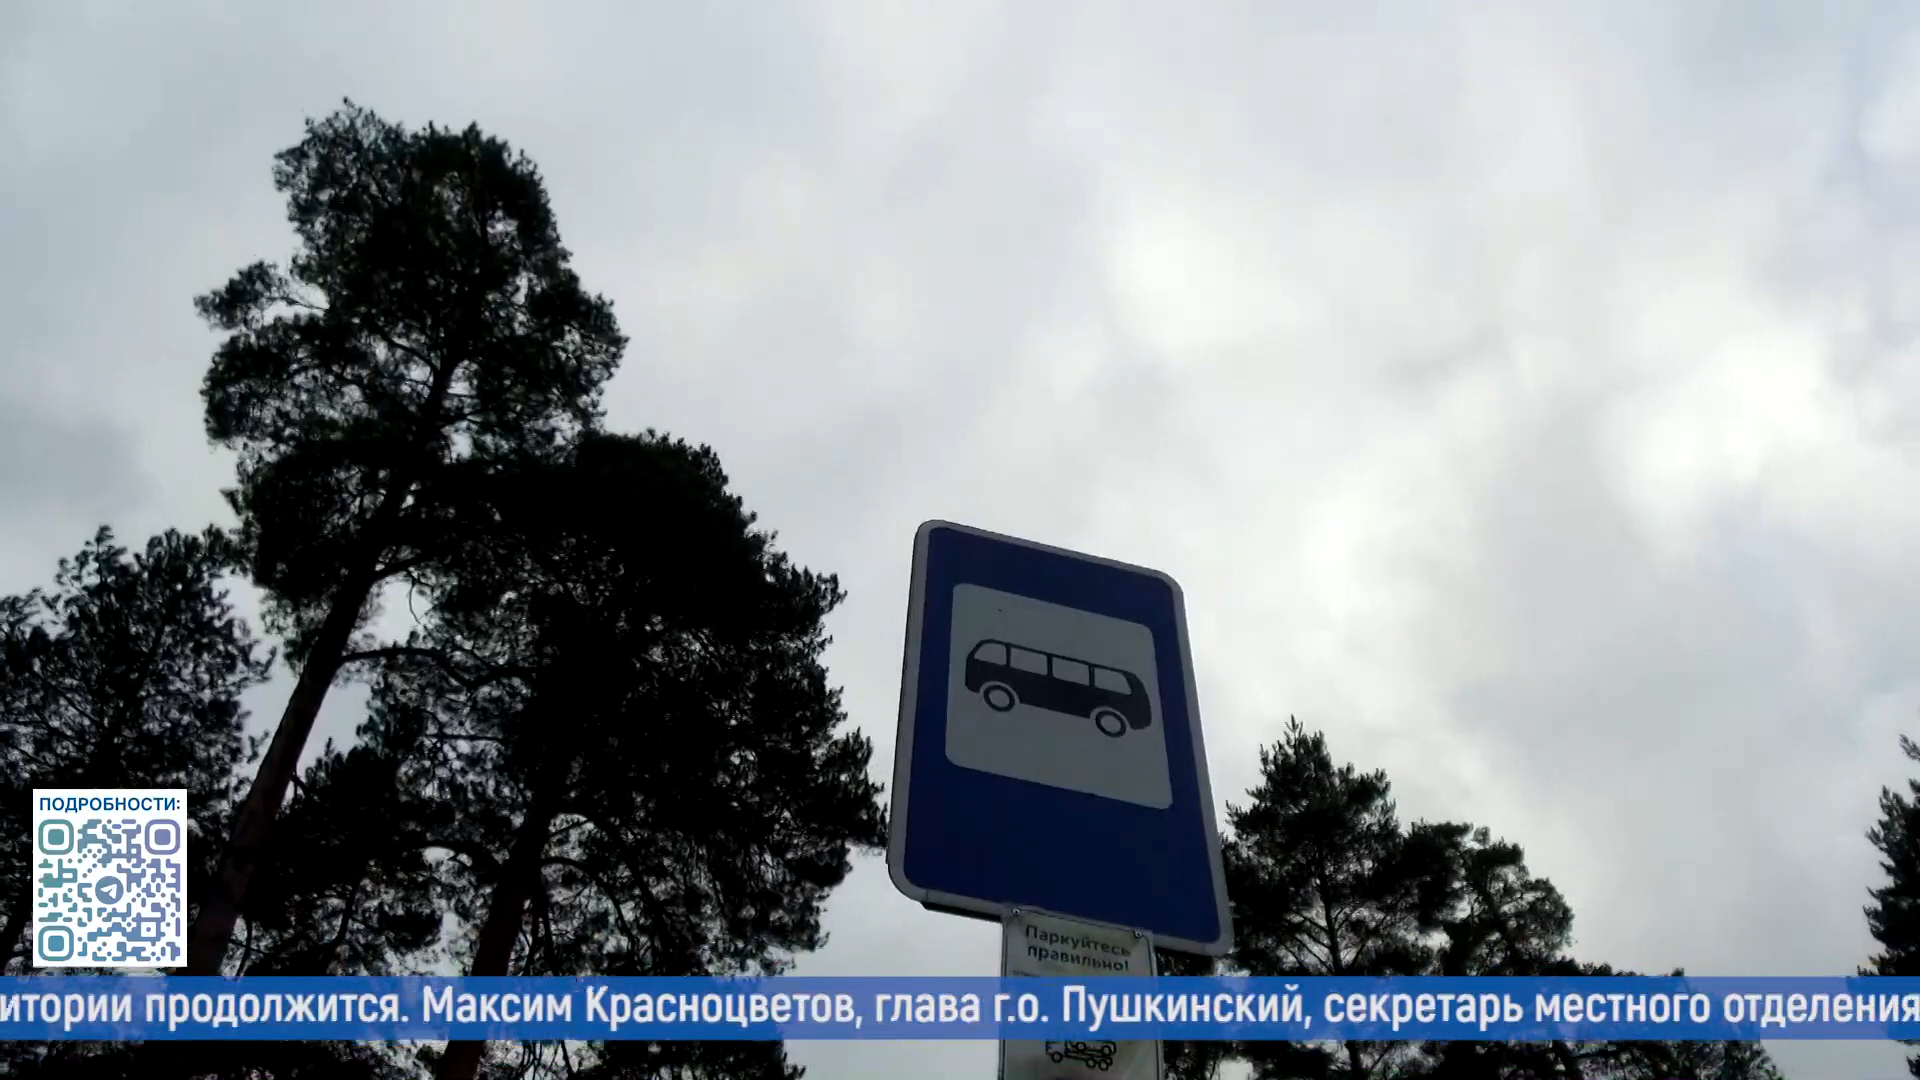 ПОДРОБНОСТИ:
Паркуйтесь
правильно!
итории продолжится. Максим Красноцветов, глава г.о. Пушкинский, секретарь местного отделения